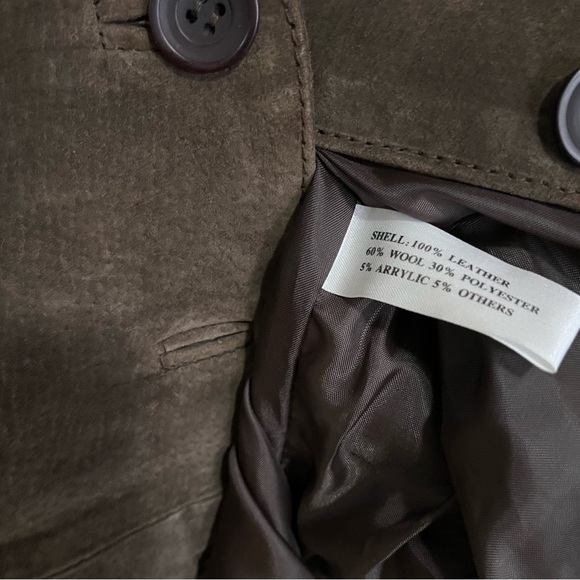 SHELL: 100% LEATHER
60% WOOL 30% POLYESTER
5% ARRYLIC 5% OTHERS